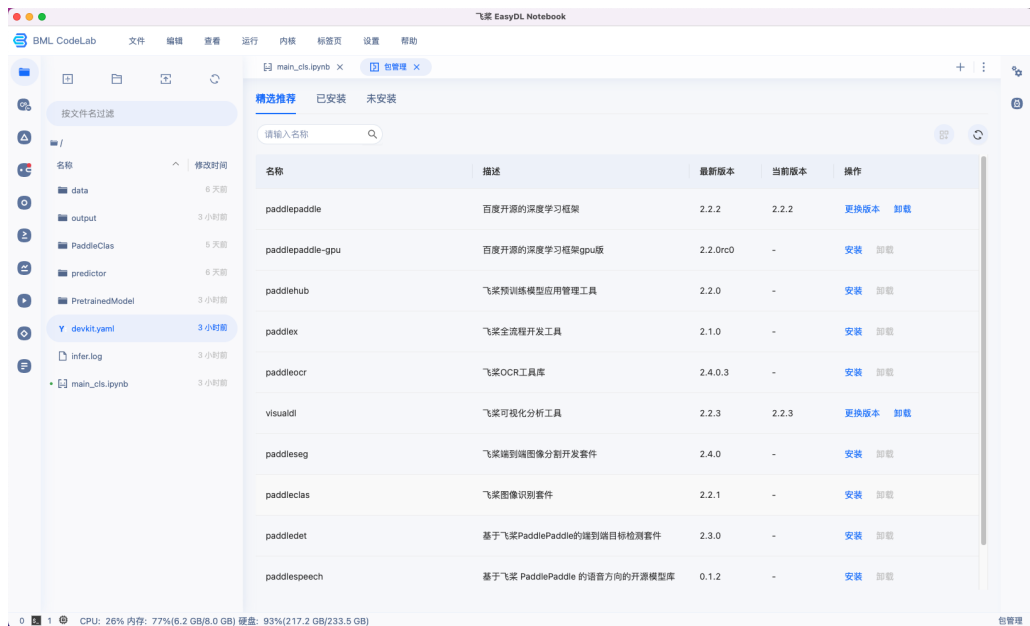 飞桨 EasyDL Notebook
BML CodeLab 文件 编辑 查看 运行 内核 标签页 设置 帮助
main_cls.ipynb × 包管理 ×
精选推荐 已安装 未安装
按文件名过滤
请输入名称
/
名称 修改时间
data 6 天前
output 3 小时前
PaddleClas 5 天前
predictor 6 天前
PretrainedModel 3 小时前
Y devkit.yaml 3 小时前
infer.log 3 小时前
main_cls.ipynb 3 小时前
名称 描述 最新版本 当前版本 操作
paddlepaddle 百度开源的深度学习框架 2.2.2 2.2.2 更换版本 卸载
paddlepaddle-gpu 百度开源的深度学习框架gpu版 2.2.0rc0 - 安装 卸载
paddlehub 飞桨预训练模型应用管理工具 2.2.0 - 安装 卸载
paddlex 飞桨全流程开发工具 2.1.0 - 安装 卸载
paddleocr 飞桨OCR工具库 2.4.0.3 - 安装 卸载
visualdl 飞桨可视化分析工具 2.2.3 2.2.3 更换版本 卸载
paddleseg 飞桨端到端图像分割开发套件 2.4.0 - 安装 卸载
paddleclas 飞桨图像识别套件 2.2.1 - 安装 卸载
paddledet 基于飞桨PaddlePaddle的端到端目标检测套件 2.3.0 - 安装 卸载
paddlespeech 基于飞桨 PaddlePaddle 的语音方向的开源模型库 0.1.2 - 安装 卸载
0 1 CPU: 26% 内存: 77%(6.2 GB/8.0 GB) 硬盘: 93%(217.2 GB/233.5 GB) 包管理